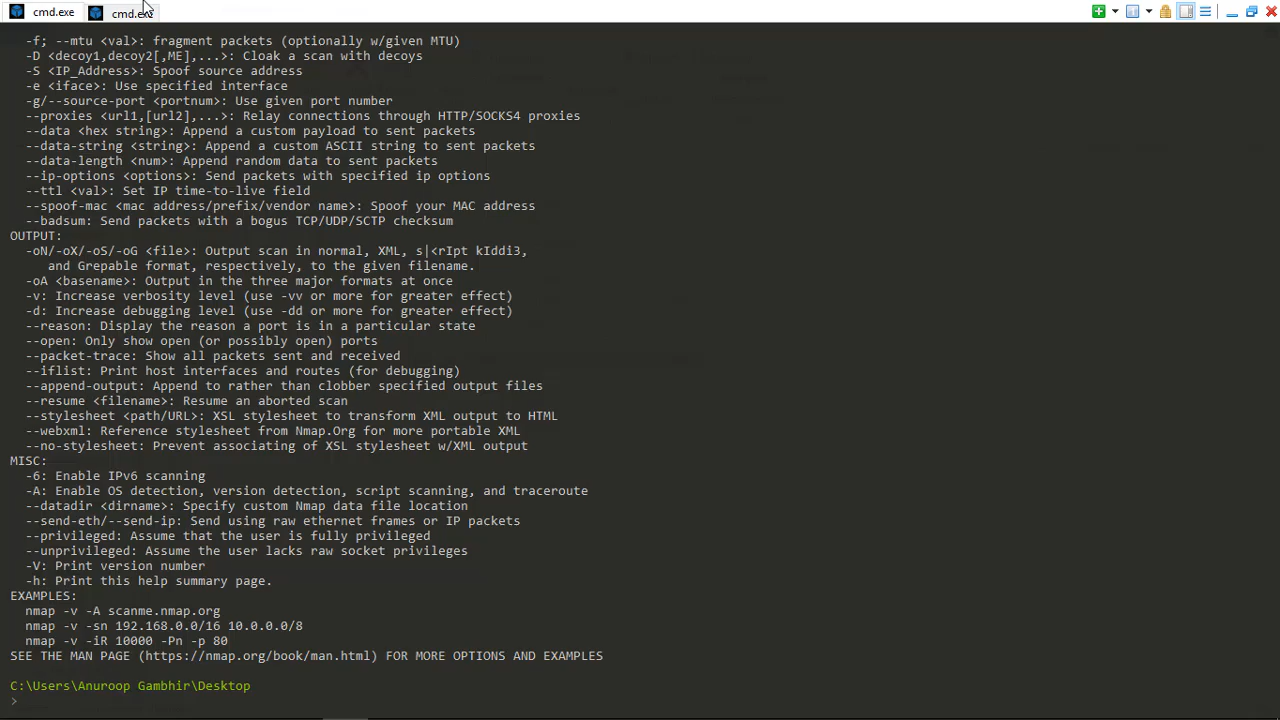 cmd.exe
cmd.exe
-f; --mtu <val>: fragment packets (optionally w/given MTU)
-D <decoy1,decoy2[,ME],...>: Cloak a scan with decoys
-S <IP_Address>: Spoof source address
-e <iface>: Use specified interface
-g/--source-port <portnum>: Use given port number
--proxies <url1,[url2],...>: Relay connections through HTTP/SOCKS4 proxies
--data <hex string>: Append a custom payload to sent packets
--data-string <string>: Append a custom ASCII string to sent packets
--data-length <num>: Append random data to sent packets
--ip-options <options>: Send packets with specified ip options
--ttl <val>: Set IP time-to-live field
--spoof-mac <mac address/prefix/vendor name>: Spoof your MAC address
--badsum: Send packets with a bogus TCP/UDP/SCTP checksum
OUTPUT:
-oN/-oX/-oS/-oG <file>: Output scan in normal, XML, s|<rIpt kIddi3,
and Grepable format, respectively, to the given filename.
-oA <basename>: Output in the three major formats at once
-v: Increase verbosity level (use -vv or more for greater effect)
-d: Increase debugging level (use -dd or more for greater effect)
--reason: Display the reason a port is in a particular state
--open: Only show open (or possibly open) ports
--packet-trace: Show all packets sent and received
--iflist: Print host interfaces and routes (for debugging)
--append-output: Append to rather than clobber specified output files
--resume <filename>: Resume an aborted scan
--stylesheet <path/URL>: XSL stylesheet to transform XML output to HTML
--webxml: Reference stylesheet from Nmap.Org for more portable XML
--no-stylesheet: Prevent associating of XSL stylesheet w/XML output
MISC:
-6: Enable IPv6 scanning
-A: Enable OS detection, version detection, script scanning, and traceroute
--datadir <dirname>: Specify custom Nmap data file location
--send-eth/--send-ip: Send using raw ethernet frames or IP packets
--privileged: Assume that the user is fully privileged
--unprivileged: Assume the user lacks raw socket privileges
-V: Print version number
-h: Print this help summary page.
EXAMPLES:
nmap -v -A scanme.nmap.org
nmap -v -sn 192.168.0.0/16 10.0.0.0/8
nmap -v -iR 10000 -Pn -p 80
SEE THE MAN PAGE (https://nmap.org/book/man.html) FOR MORE OPTIONS AND EXAMPLES
C:\Users\Anuroop Gambhir\Desktop
>